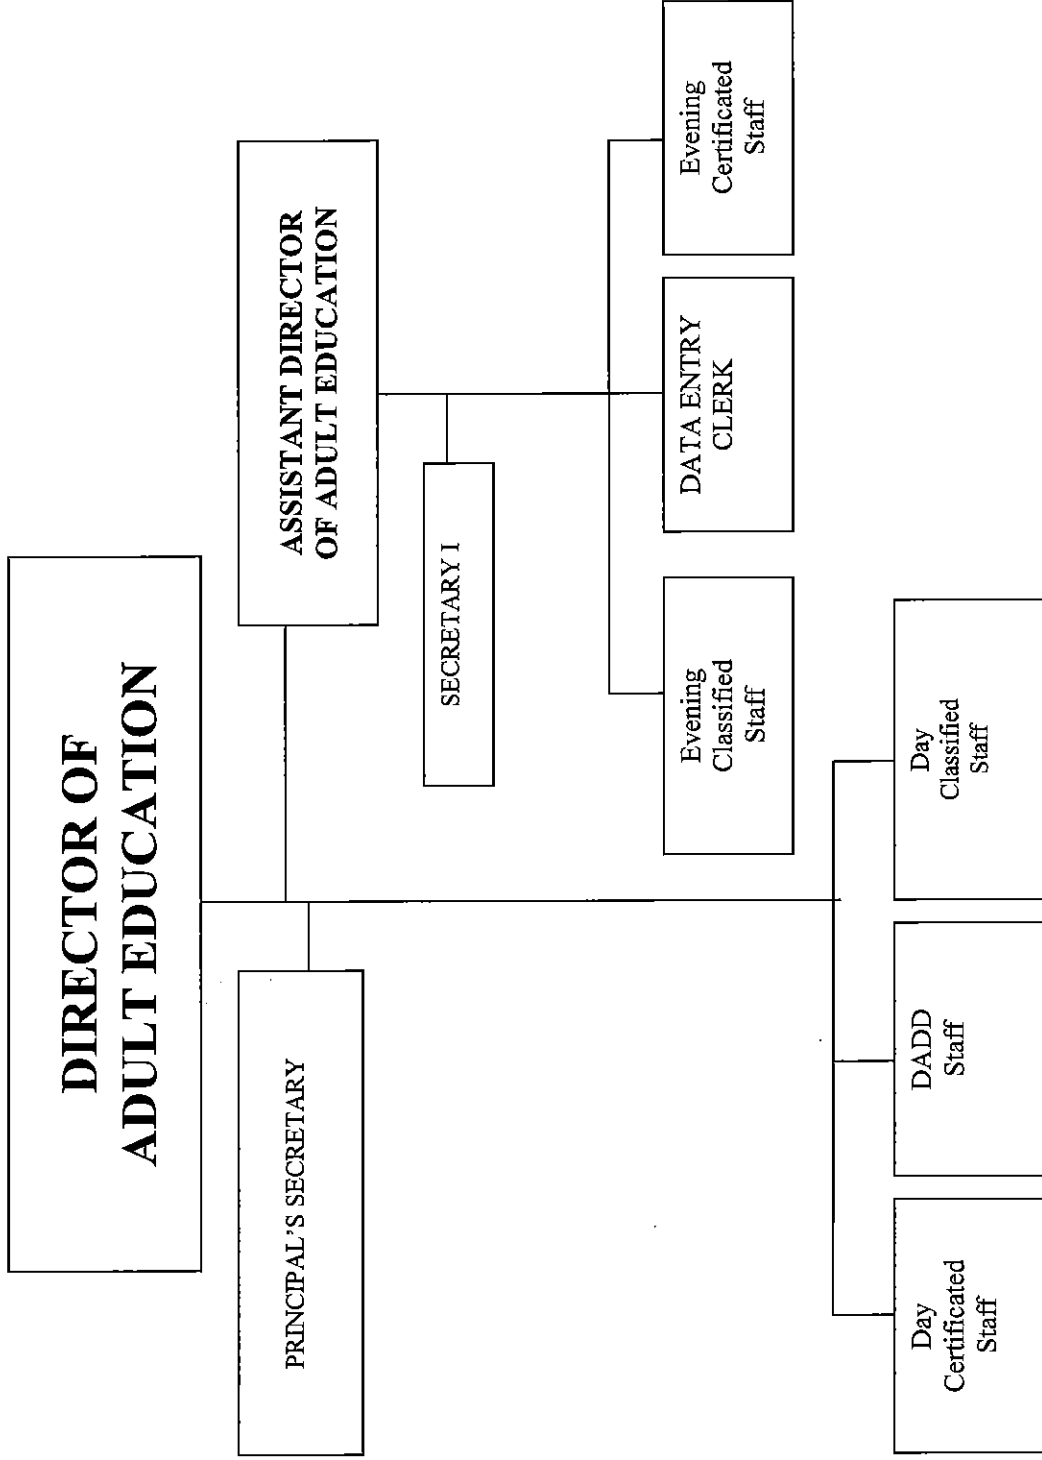 DIRECTOR OF
ADULT EDUCATION
PRINCIPAL'S SECRETARY
ASSISTANT DIRECTOR
OF ADULT EDUCATION
SECRETARY I
Evening
Classified
Staff
DATA ENTRY
CLERK
Evening
Certificated
Staff
Day
Certificated
Staff
DADD
Staff
Day
Classified
Staff